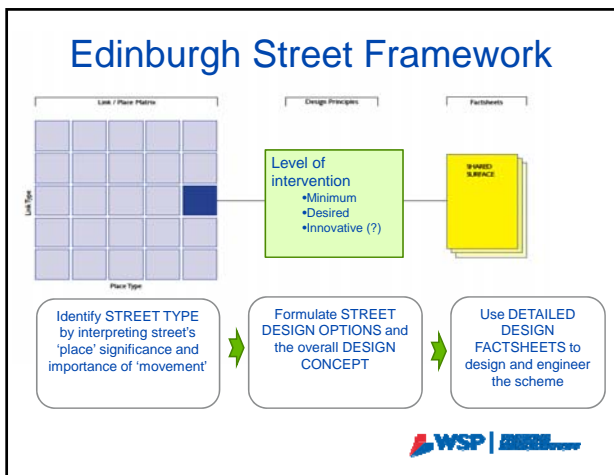 Edinburgh Street Framework
Link / Place Matrix
Design Principles
Factsheets
Link Type
Place Type
Level of
intervention
•Minimum
•Desired
•Innovative (?)
SHARED
SURFACE
Identify STREET TYPE
by interpreting street's
'place' significance and
importance of 'movement'
Formulate STREET
DESIGN OPTIONS and
the overall DESIGN
CONCEPT
Use DETAILED
DESIGN
FACTSHEETS to
design and engineer
the scheme
WSP